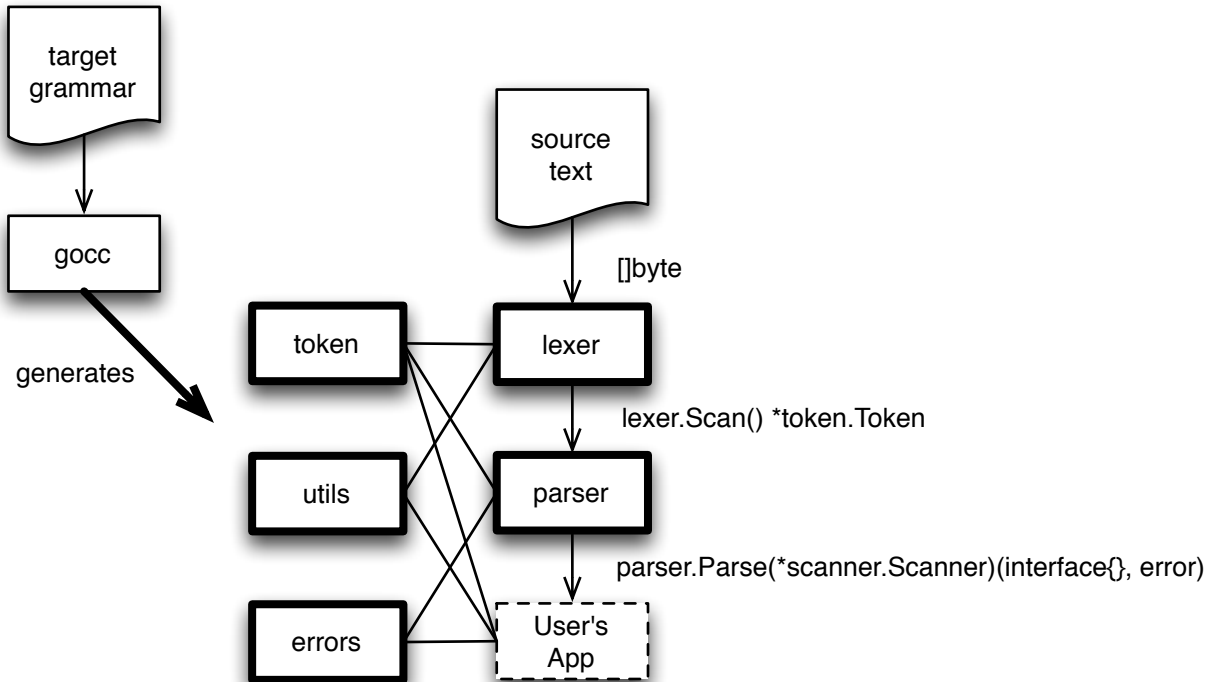 target
grammar
source
text
gocc
[]byte
token
lexer
generates
lexer.Scan() *token.Token
utils
parser
parser.Parse(*scanner.Scanner)(interface{}, error)
errors
User's
App